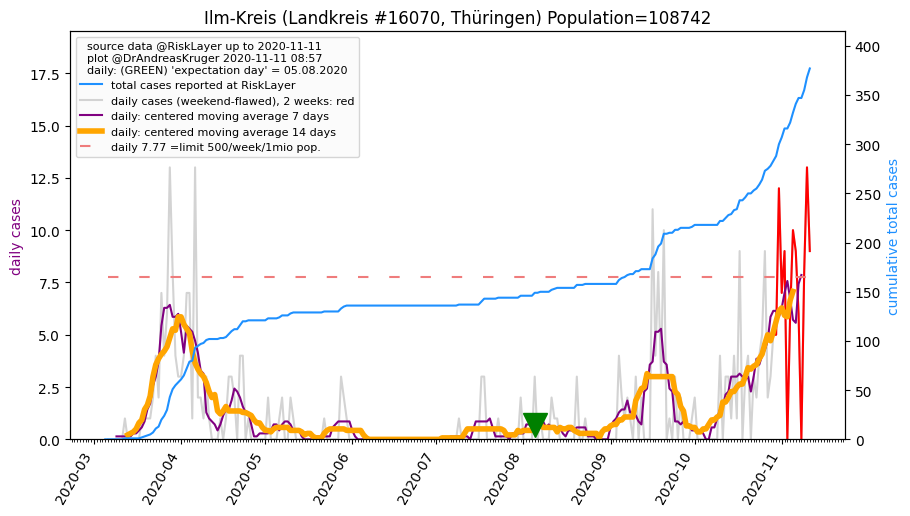 Ilm-Kreis (Landkreis #16070, Thüringen) Population=108742
source data @RiskLayer up to 2020-11-11
plot @DrAndreasKruger 2020-11-11 08:57
daily: (GREEN) 'expectation day' = 05.08.2020
total cases reported at RiskLayer
daily cases (weekend-flawed), 2 weeks: red
daily: centered moving average 7 days
daily: centered moving average 14 days
daily 7.77 =limit 500/week/1mio pop.
daily cases
17.5
15.0
12.5
10.0
7.5
5.0
2.5
0.0
400
350
300
250
200
150
100
50
0
cumulative total cases
2020-03
2020-04
2020-05
2020-06
2020-07
2020-08
2020-09
2020-10
2020-11